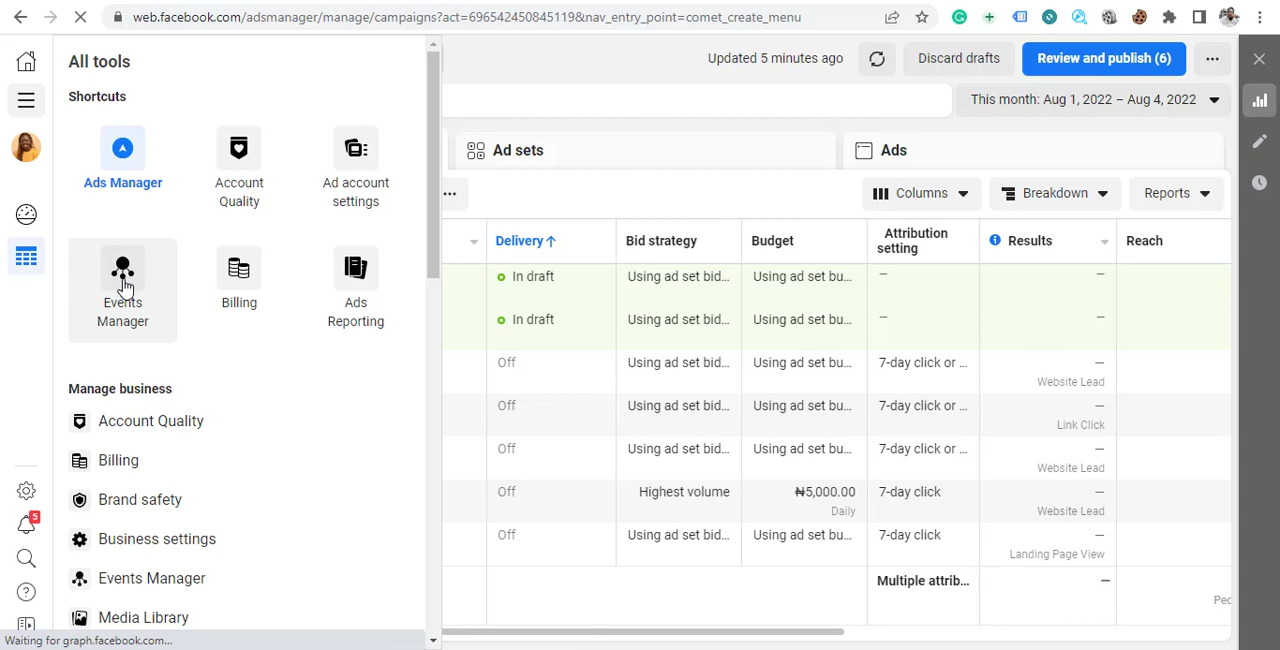 web.facebook.com/adsmanager/manage/campaigns?act=696542450845119&nav_entry_point=comet_create_menu
All tools
Updated 5 minutes ago
Discard drafts
Review and publish (6)
Shortcuts
This month: Aug 1, 2022 – Aug 4, 2022
Ads Manager
Account
Quality
Ad account
settings
Ad sets
Ads
Columns
Breakdown
Reports
Events
Manager
Billing
Ads
Reporting
Delivery↑
Bid strategy
Budget
Attribution
setting
Results
Reach
In draft
Using ad set bid...
Using ad set bu...
—
—
In draft
Using ad set bid...
Using ad set bu...
—
—
Off
Using ad set bid...
Using ad set bu...
7-day click or ...
—
Website Lead
Off
Using ad set bid...
Using ad set bu...
7-day click or ...
—
Link Click
Off
Using ad set bid...
Using ad set bu...
7-day click or ...
—
Website Lead
Off
Highest volume
₦5,000.00
Daily
7-day click
—
Website Lead
Off
Using ad set bid...
Using ad set bu...
7-day click
—
Landing Page View
Multiple attrib...
—
Pec
Manage business
Account Quality
Billing
Brand safety
Business settings
Events Manager
Media Library
5
Waiting for graph.facebook.com...